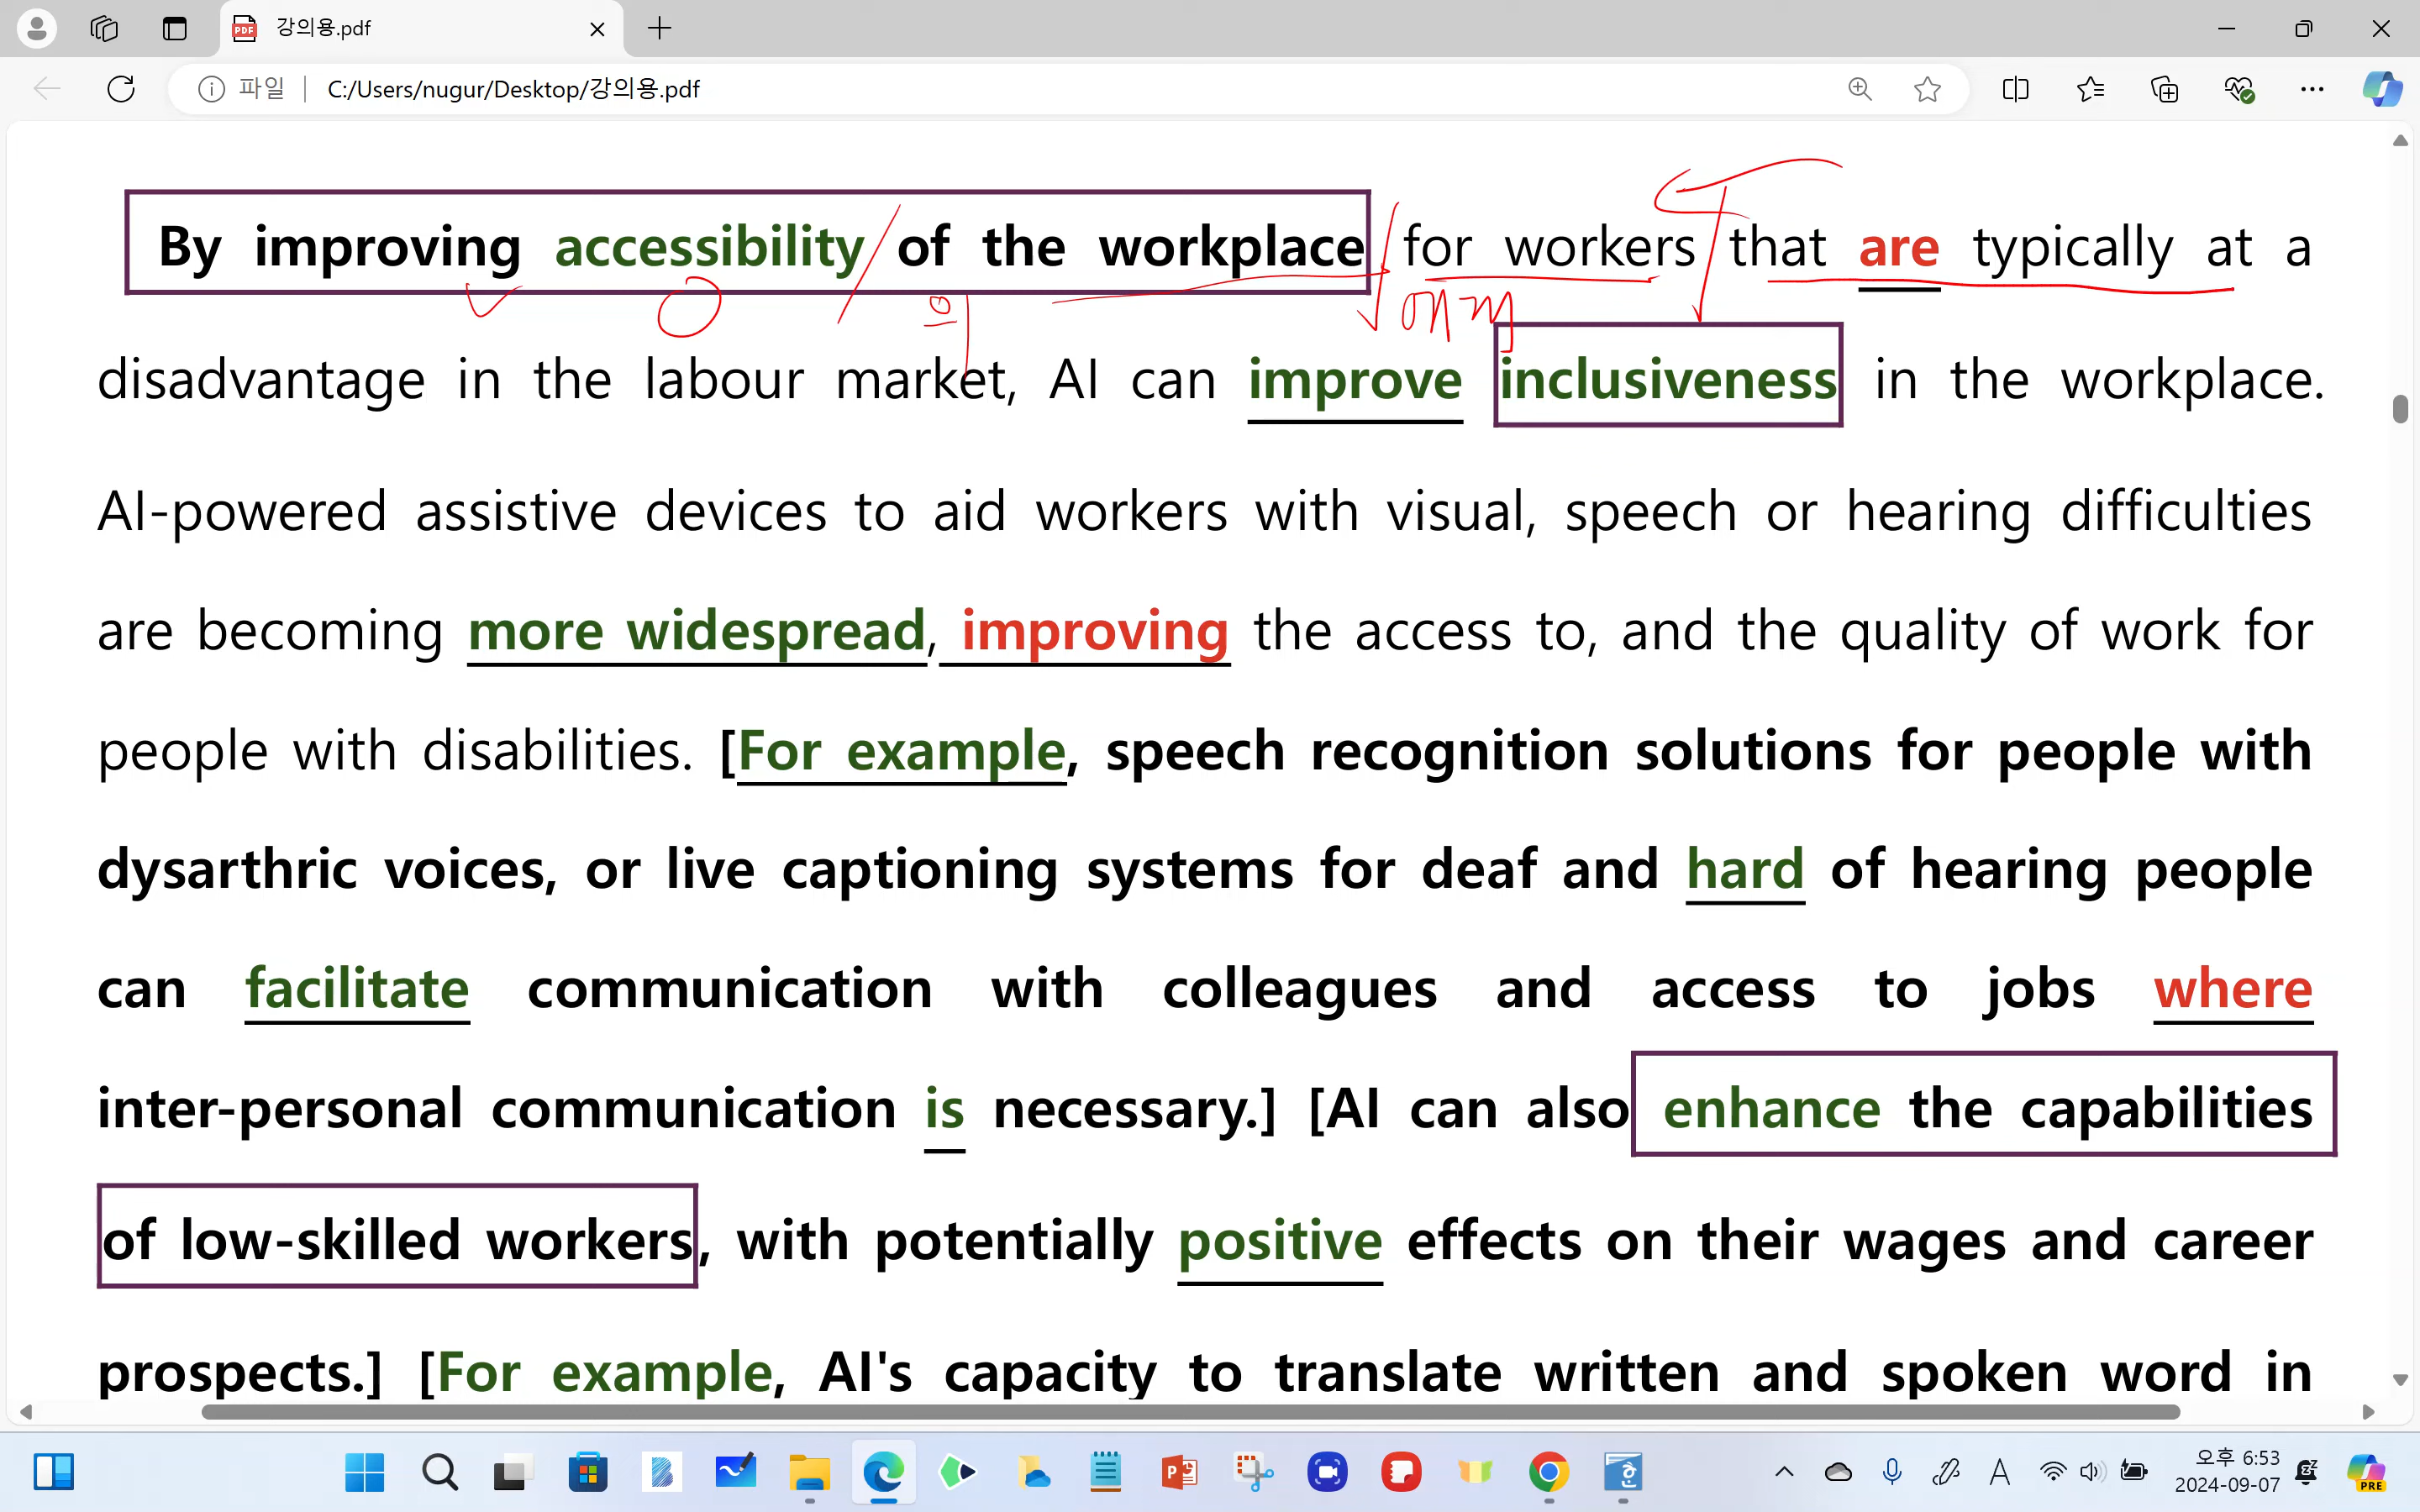 강의용.pdf
파일 C:/Users/nugur/Desktop/강의용.pdf
By improving accessibility of the workplace for workers that are typically at a
의 에게
disadvantage in the labour market, AI can improve inclusiveness in the workplace.
AI-powered assistive devices to aid workers with visual, speech or hearing difficulties
are becoming more widespread, improving the access to, and the quality of work for
people with disabilities. [For example, speech recognition solutions for people with
dysarthric voices, or live captioning systems for deaf and hard of hearing people
can facilitate communication with colleagues and access to jobs where
inter-personal communication is necessary.] [AI can also enhance the capabilities
of low-skilled workers, with potentially positive effects on their wages and career
prospects.] [For example, AI's capacity to translate written and spoken word in
오후 6:53
2024-09-07
PRE